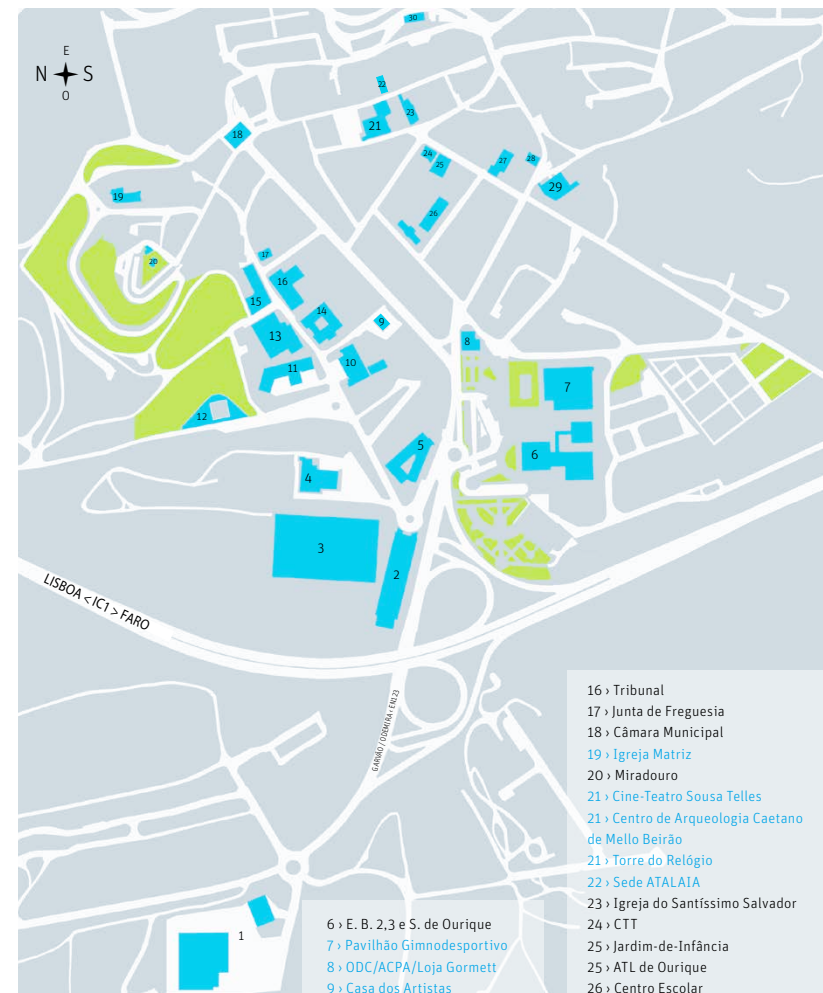 30
E
N S
O
22
23
21
18
24
25
27
28
29
19
26
17
20
16
15
14
9
13
8
10
11
7
12
5
6
4
3
2
LISBOA < IC1 > FARO
GARVÃO / ODEMIRA < EN123
1
6 › E. B. 2,3 e S. de Ourique
7 › Pavilhão Gimnodesportivo
8 › ODC/ACPA/Loja Gormett
9 › Casa dos Artistas
16 › Tribunal
17 › Junta de Freguesia
18 › Câmara Municipal
19 › Igreja Matriz
20 › Miradouro
21 › Cine-Teatro Sousa Telles
21 › Centro de Arqueologia Caetano
de Mello Beirão
21 › Torre do Relógio
22 › Sede ATALAIA
23 › Igreja do Santíssimo Salvador
24 › CTT
25 › Jardim-de-Infância
25 › ATL de Ourique
26 › Centro Escolar